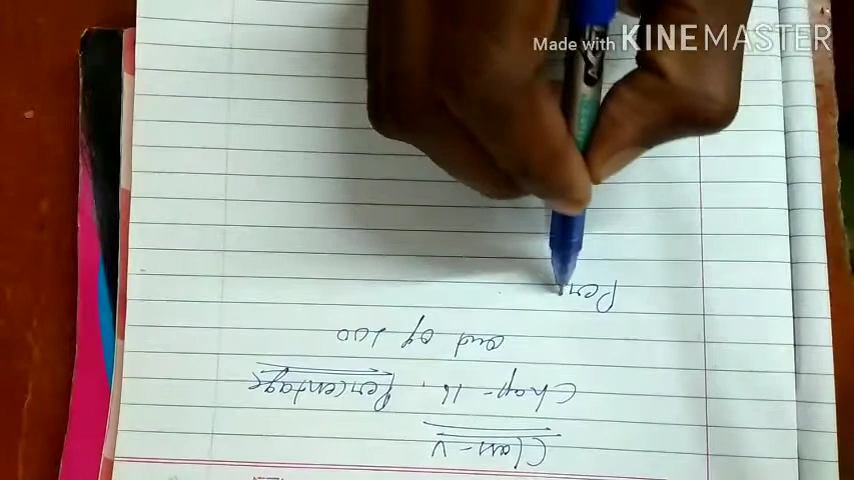 Class-V
Chap-16, Percentage
out of 100
Per
Made with KINEMASTER